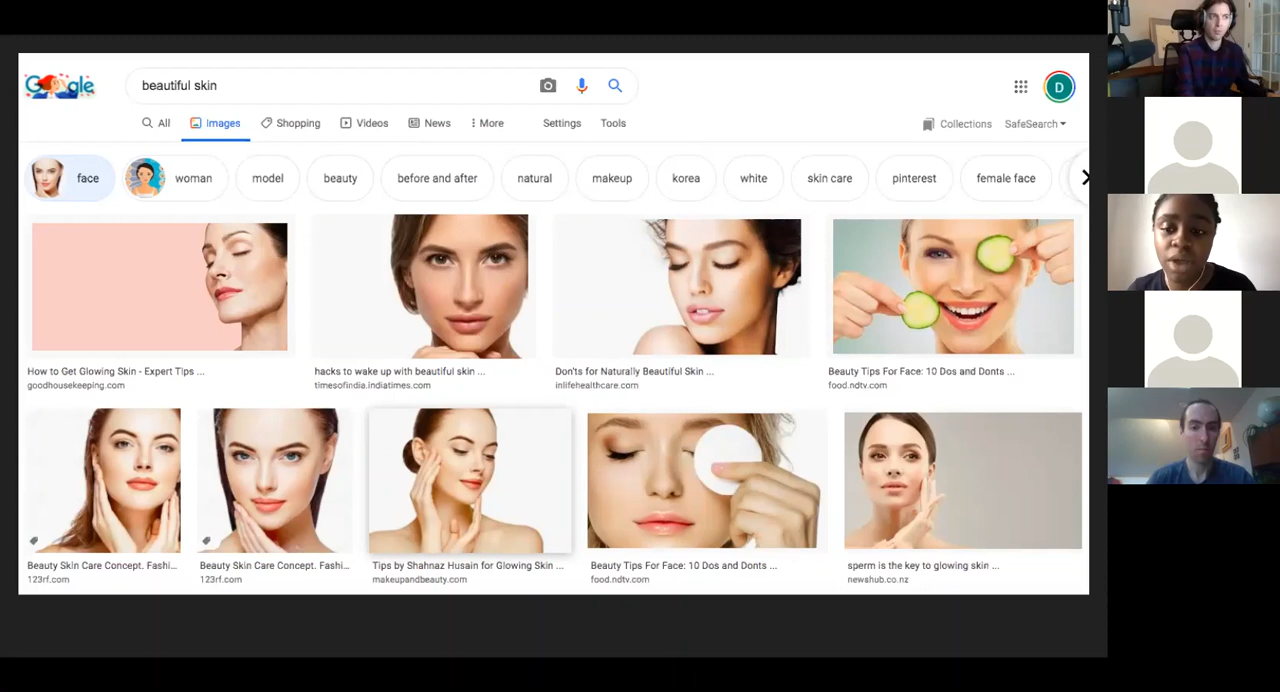 Google
beautiful skin
D
All
Images
Shopping
Videos
News
More
Settings
Tools
Collections
SafeSearch
face
woman
model
beauty
before and after
natural
makeup
korea
white
skin care
pinterest
female face
How to Get Glowing Skin - Expert Tips ...
goodhousekeeping.com
hacks to wake up with beautiful skin ...
timesofindia.indiatimes.com
Don'ts for Naturally Beautiful Skin ...
inlifehealthcare.com
Beauty Tips For Face: 10 Dos and Donts ...
food.ndtv.com
Beauty Skin Care Concept. Fashi...
123rf.com
Beauty Skin Care Concept. Fashi...
123rf.com
Tips by Shahnaz Husain for Glowing Skin ...
makeupandbeauty.com
Beauty Tips For Face: 10 Dos and Donts ...
food.ndtv.com
sperm is the key to glowing skin ...
newshub.co.nz